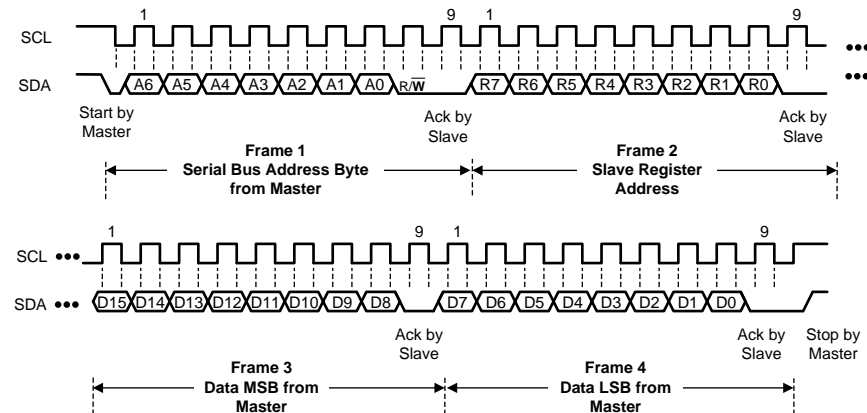 1 9 1 9
SCL •••
SDA A6 A5 A4 A3 A2 A1 A0 R/W̅ R7 R6 R5 R4 R3 R2 R1 R0 •••
Start by
Master
Ack by
Slave
Ack by
Slave
Frame 1
Serial Bus Address Byte
from Master
Frame 2
Slave Register
Address
1 9 1 9
SCL •••
SDA ••• D15 D14 D13 D12 D11 D10 D9 D8 D7 D6 D5 D4 D3 D2 D1 D0
Ack by
Slave
Ack by
Slave
Stop by
Master
Frame 3
Data MSB from
Master
Frame 4
Data LSB from
Master